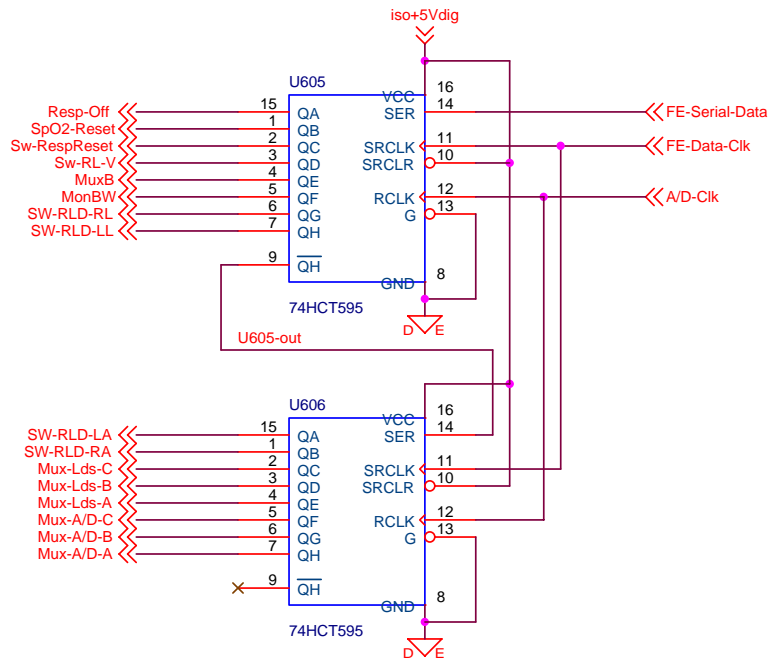 iso+5Vdig
U605
Resp-Off 15 QA VCC 16
SER 14 FE-Serial-Data
SpO2-Reset 1 QB
Sw-RespReset 2 QC SRCLK 11 FE-Data-Clk
Sw-RL-V 3 QD SRCLR 10
MuxB 4 QE
MonBW 5 QF RCLK 12 A/D-Clk
SW-RLD-RL 6 QG G 13
SW-RLD-LL 7 QH
9 QH GND 8
74HCT595
D E
U605-out
U606
VCC 16
SW-RLD-LA 15 QA SER 14
SW-RLD-RA 1 QB
Mux-Lds-C 2 QC SRCLK 11
Mux-Lds-B 3 QD SRCLR 10
Mux-Lds-A 4 QE
Mux-A/D-C 5 QF RCLK 12
Mux-A/D-B 6 QG G 13
Mux-A/D-A 7 QH
9 QH GND 8
74HCT595
D E